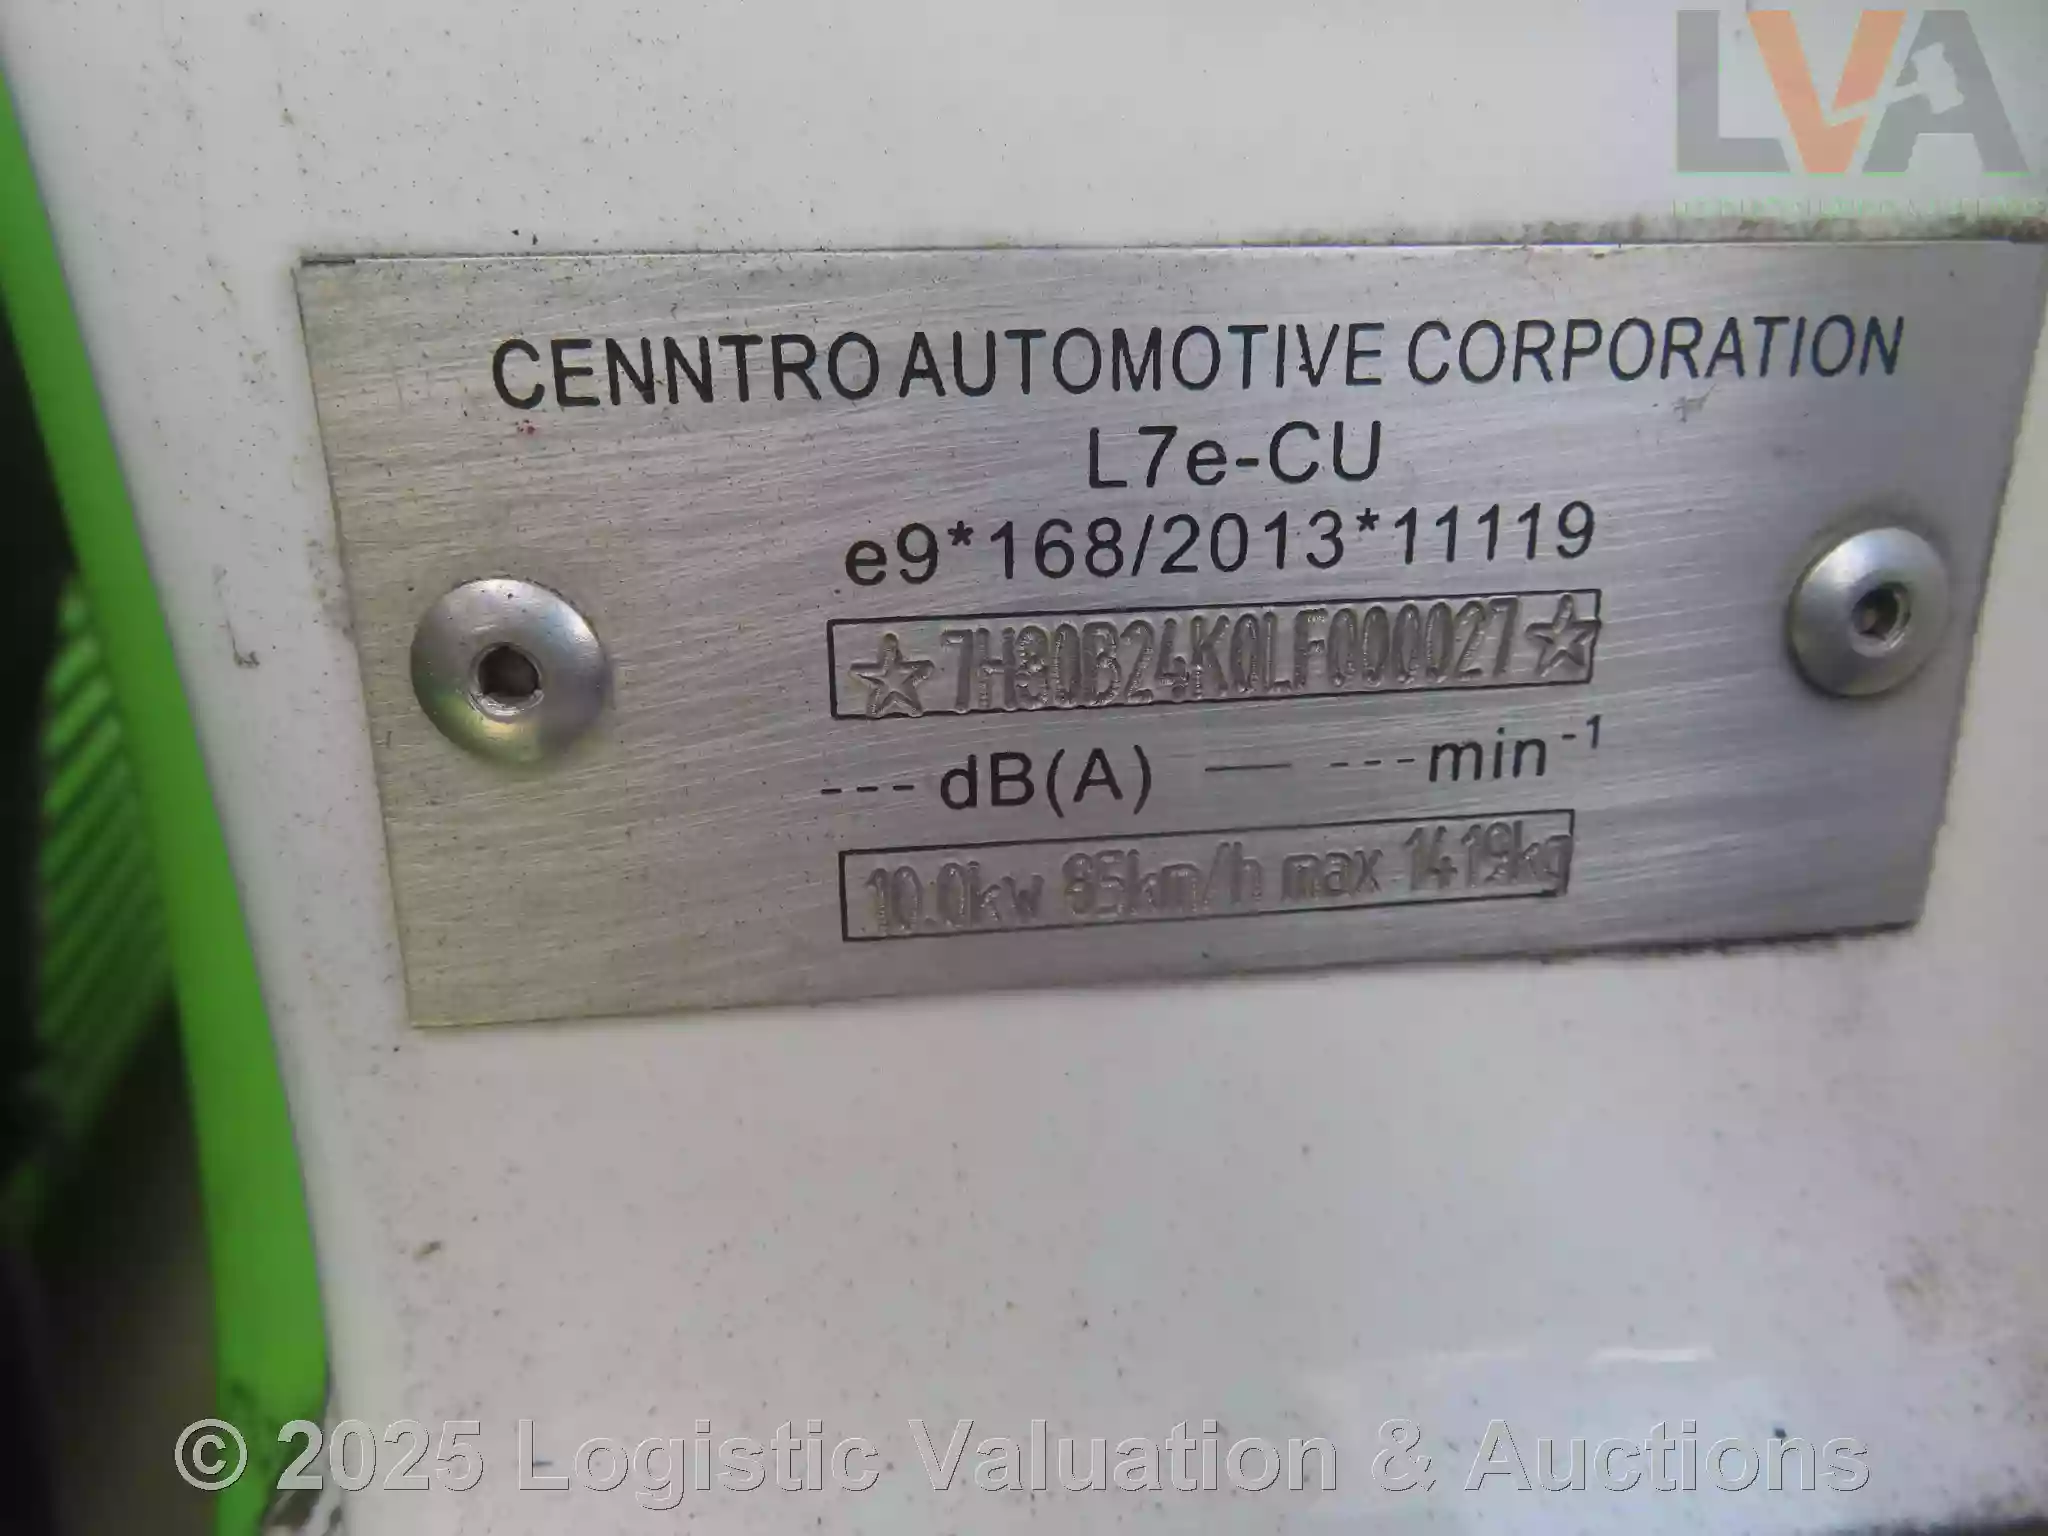 LVA
CENNTRO AUTOMOTIVE CORPORATION
L7e-CU
e9*168/2013*11119
☆7H80B24K0LF000027☆
--- dB(A) — ---min⁻¹
10.0kw 85km/h max 1419kg
© 2025 Logistic Valuation & Auctions